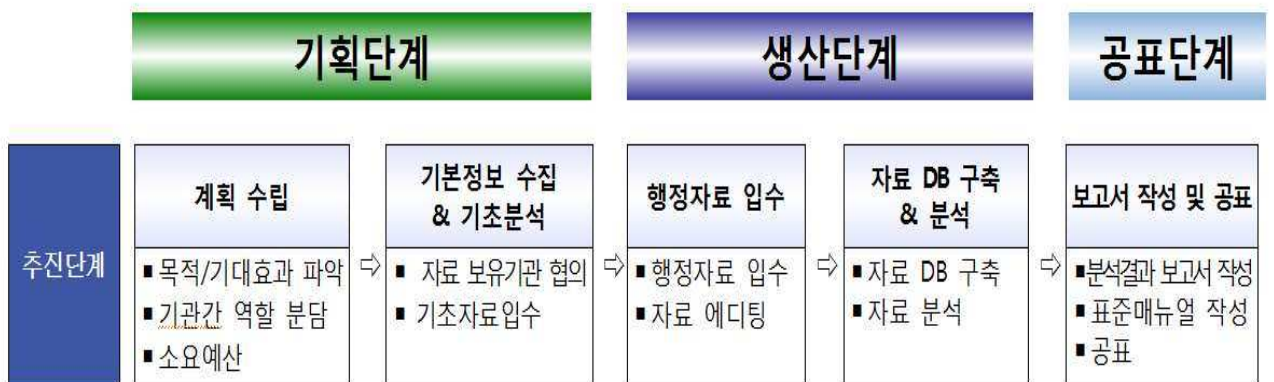 기획단계
생산단계
공표단계
추진단계
계획 수립
■ 목적/기대효과 파악
■ 기관간 역할 분담
■ 소요예산
⇨
기본정보 수집
& 기초분석
■ 자료 보유기관 협의
■ 기초자료입수
⇨
행정자료 입수
■ 행정자료 입수
■ 자료 에디팅
⇨
자료 DB 구축
& 분석
■ 자료 DB 구축
■ 자료 분석
⇨
보고서 작성 및 공표
■ 분석결과 보고서 작성
■ 표준매뉴얼 작성
■ 공표